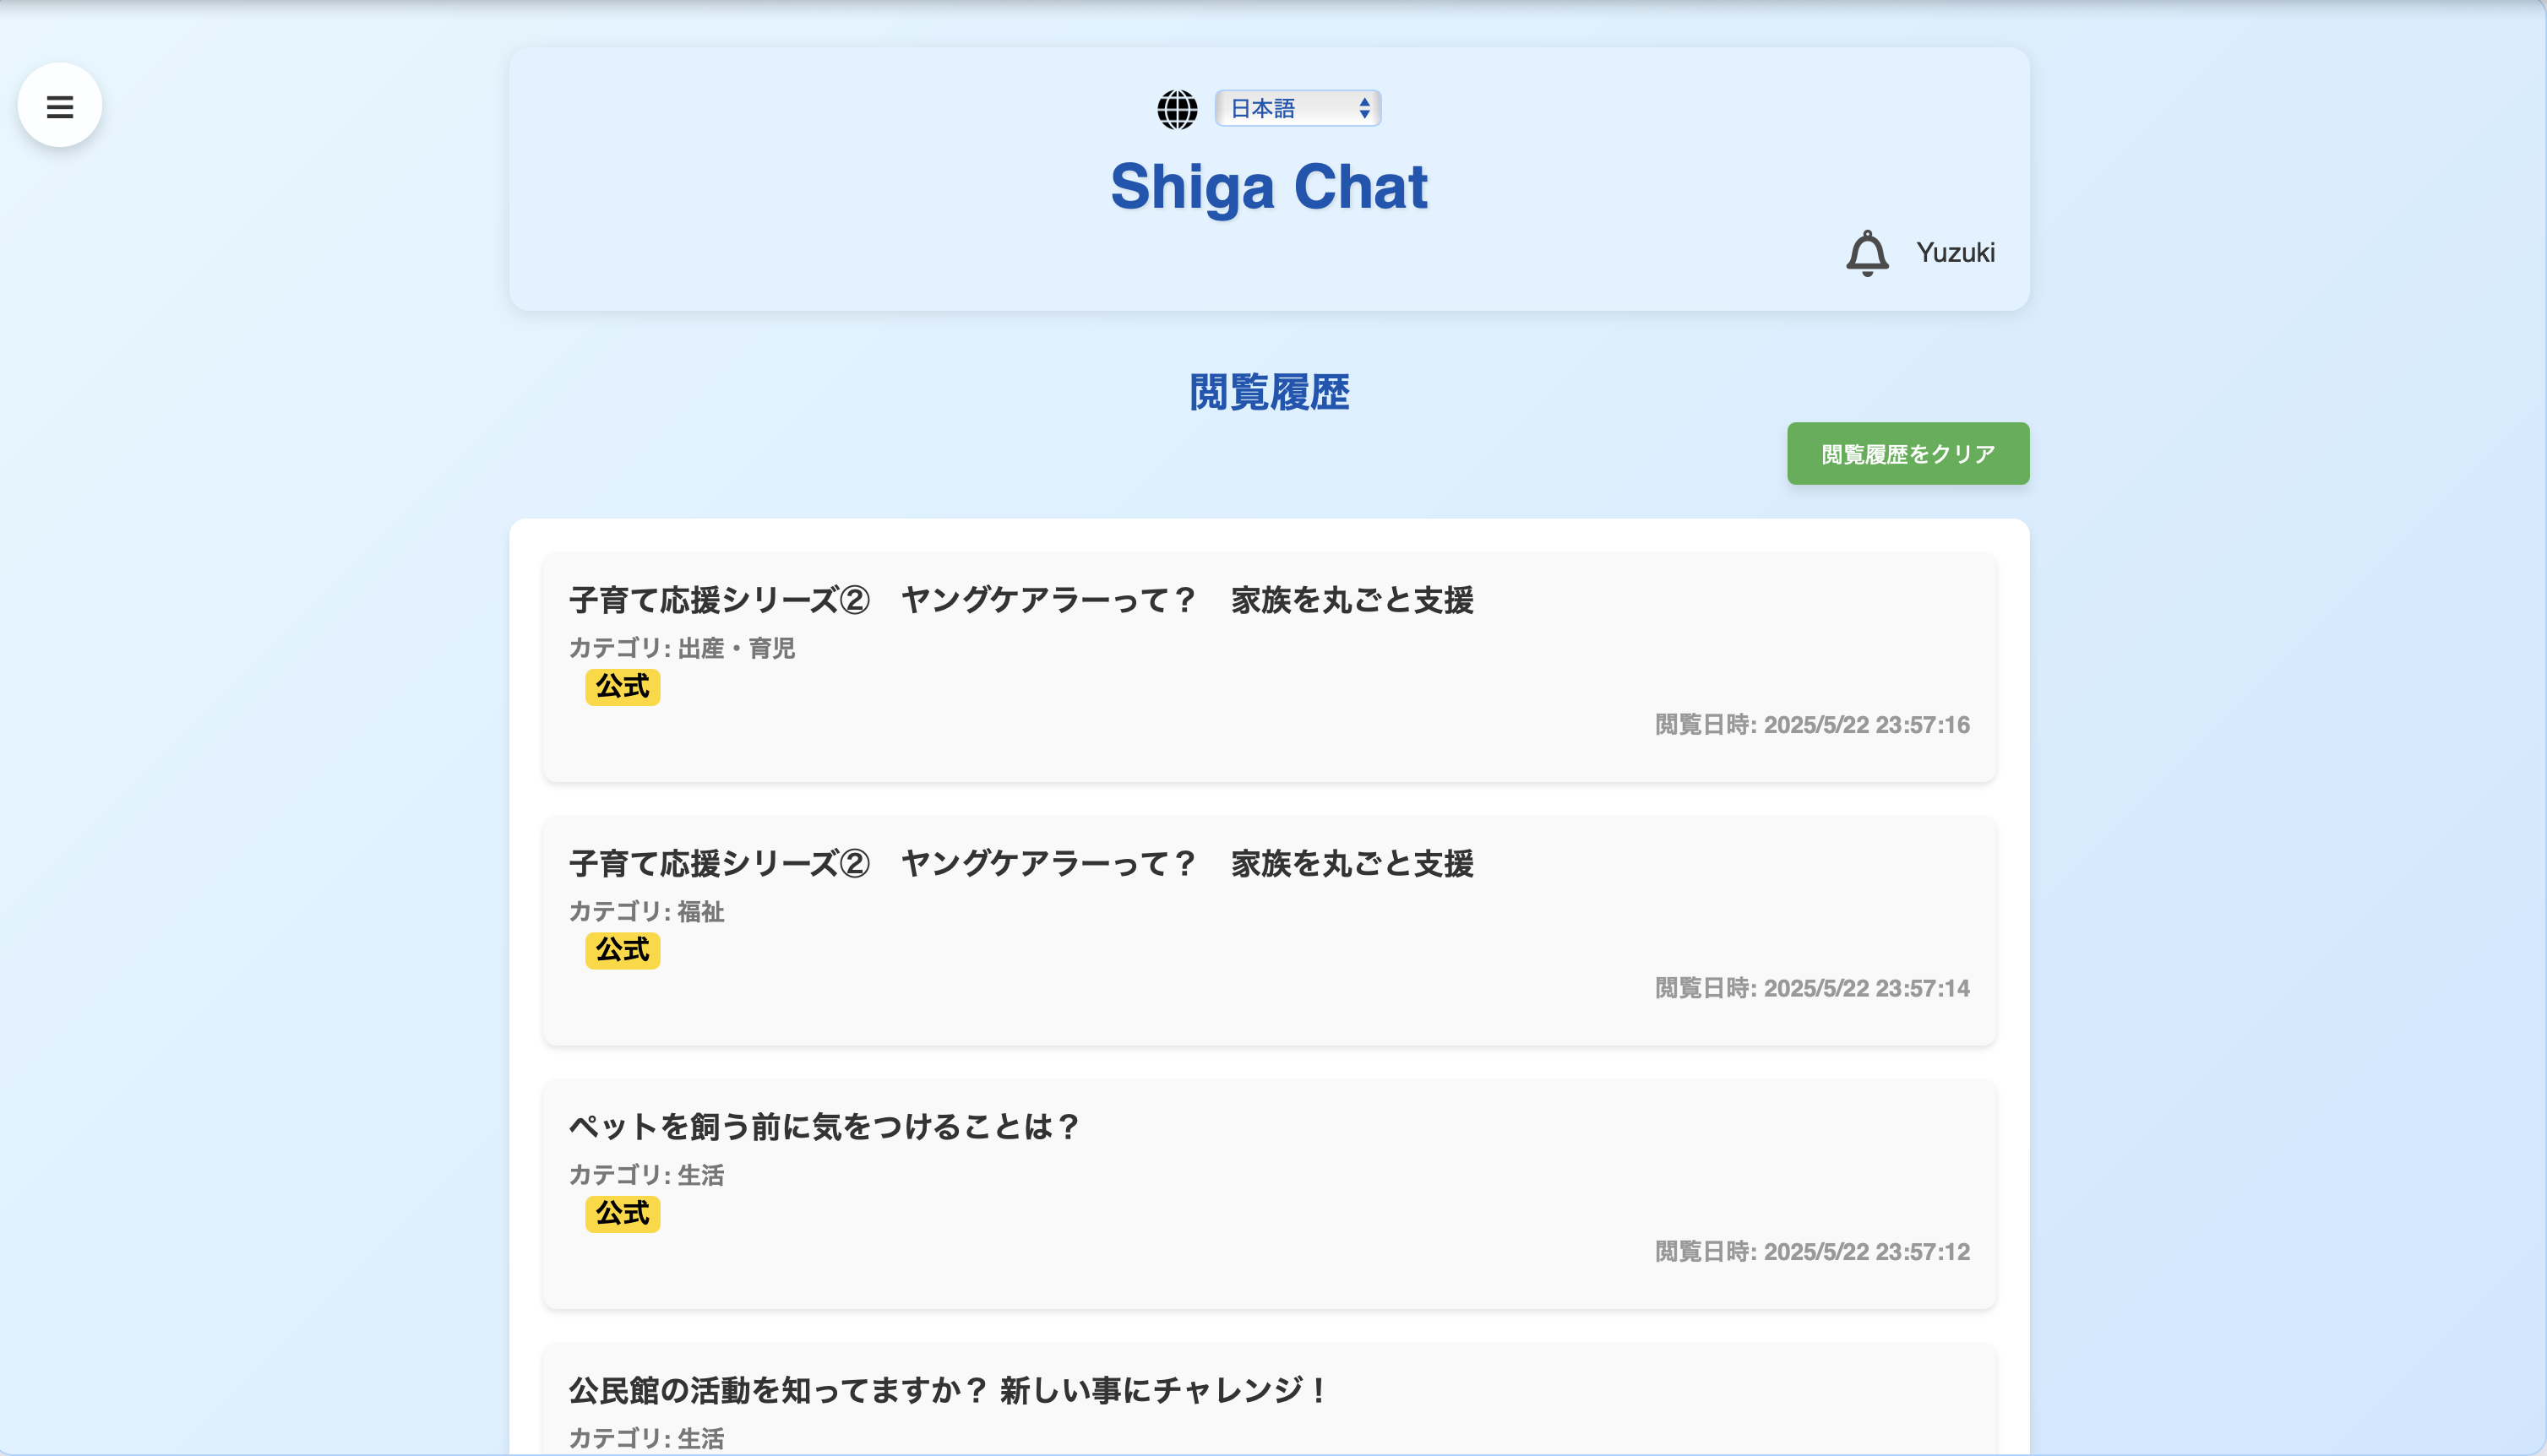 日本語
Shiga Chat
Yuzuki
閲覧履歴
閲覧履歴をクリア
子育て応援シリーズ②　ヤングケアラーって？　家族を丸ごと支援
カテゴリ: 出産・育児
公式
閲覧日時: 2025/5/22 23:57:16
子育て応援シリーズ②　ヤングケアラーって？　家族を丸ごと支援
カテゴリ: 福祉
公式
閲覧日時: 2025/5/22 23:57:14
ペットを飼う前に気をつけることは？
カテゴリ: 生活
公式
閲覧日時: 2025/5/22 23:57:12
公民館の活動を知ってますか？ 新しい事にチャレンジ！
カテゴリ: 生活